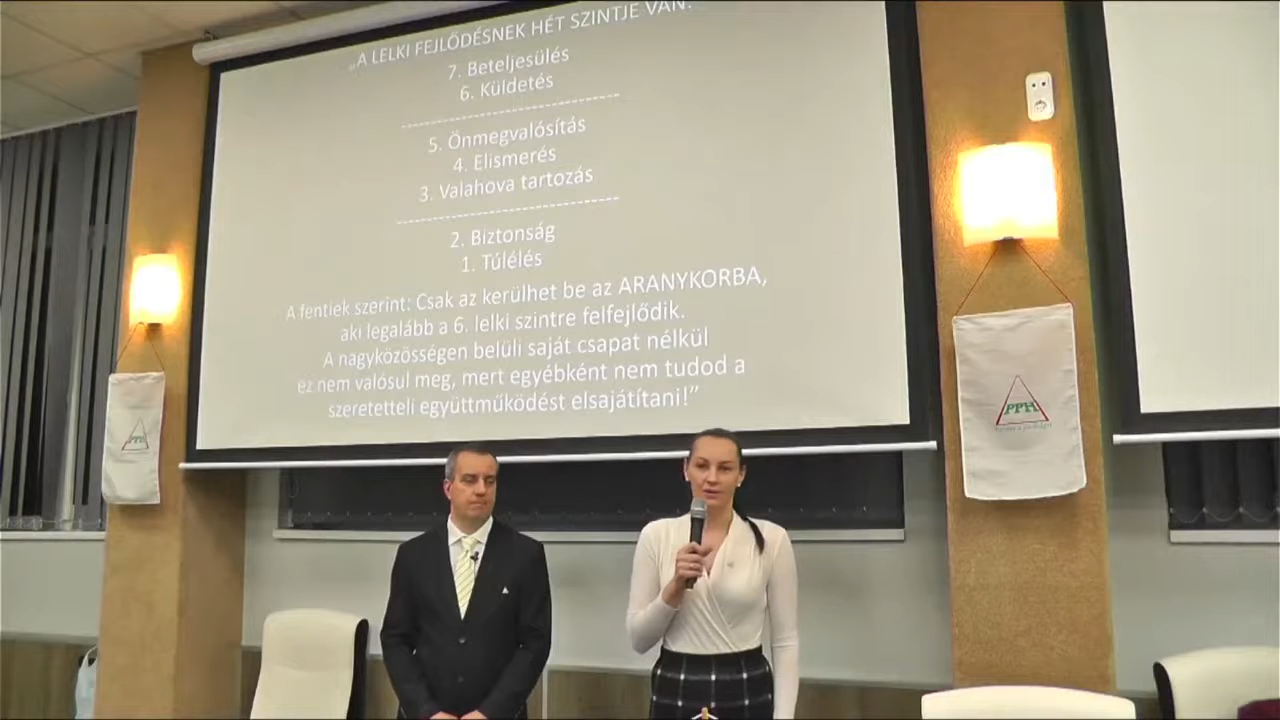 „A LELKI FEJLŐDÉSNEK HÉT SZINTJE VAN:
7. Beteljesülés
6. Küldetés
5. Önmegvalósítás
4. Elismerés
3. Valahova tartozás
2. Biztonság
1. Túlélés
A fentiek szerint: Csak az kerülhet be az ARANYKORBA,
aki legalább a 6. lelki szintre felfejlődik.
A nagyközösségen belüli saját csapat nélkül
ez nem valósul meg, mert egyébként nem tudod a
szeretetteli együttműködést elsajátítani!”
PPH
PPH